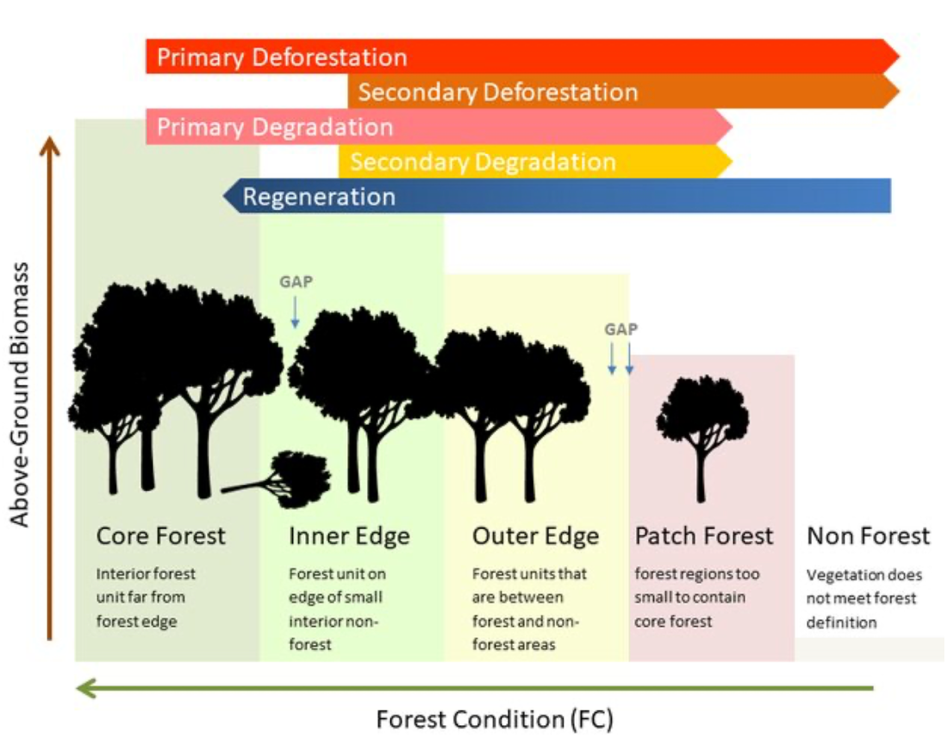 Primary Deforestation
Secondary Deforestation
Primary Degradation
Secondary Degradation
Regeneration
GAP
GAP
Above-Ground Biomass
Core Forest
Interior forest
unit far from
forest edge
Inner Edge
Forest unit on
edge of small
interior non-
forest
Outer Edge
Forest units that
are between
forest and non-
forest areas
Patch Forest
forest regions too
small to contain
core forest
Non Forest
Vegetation does
not meet forest
definition
Forest Condition (FC)